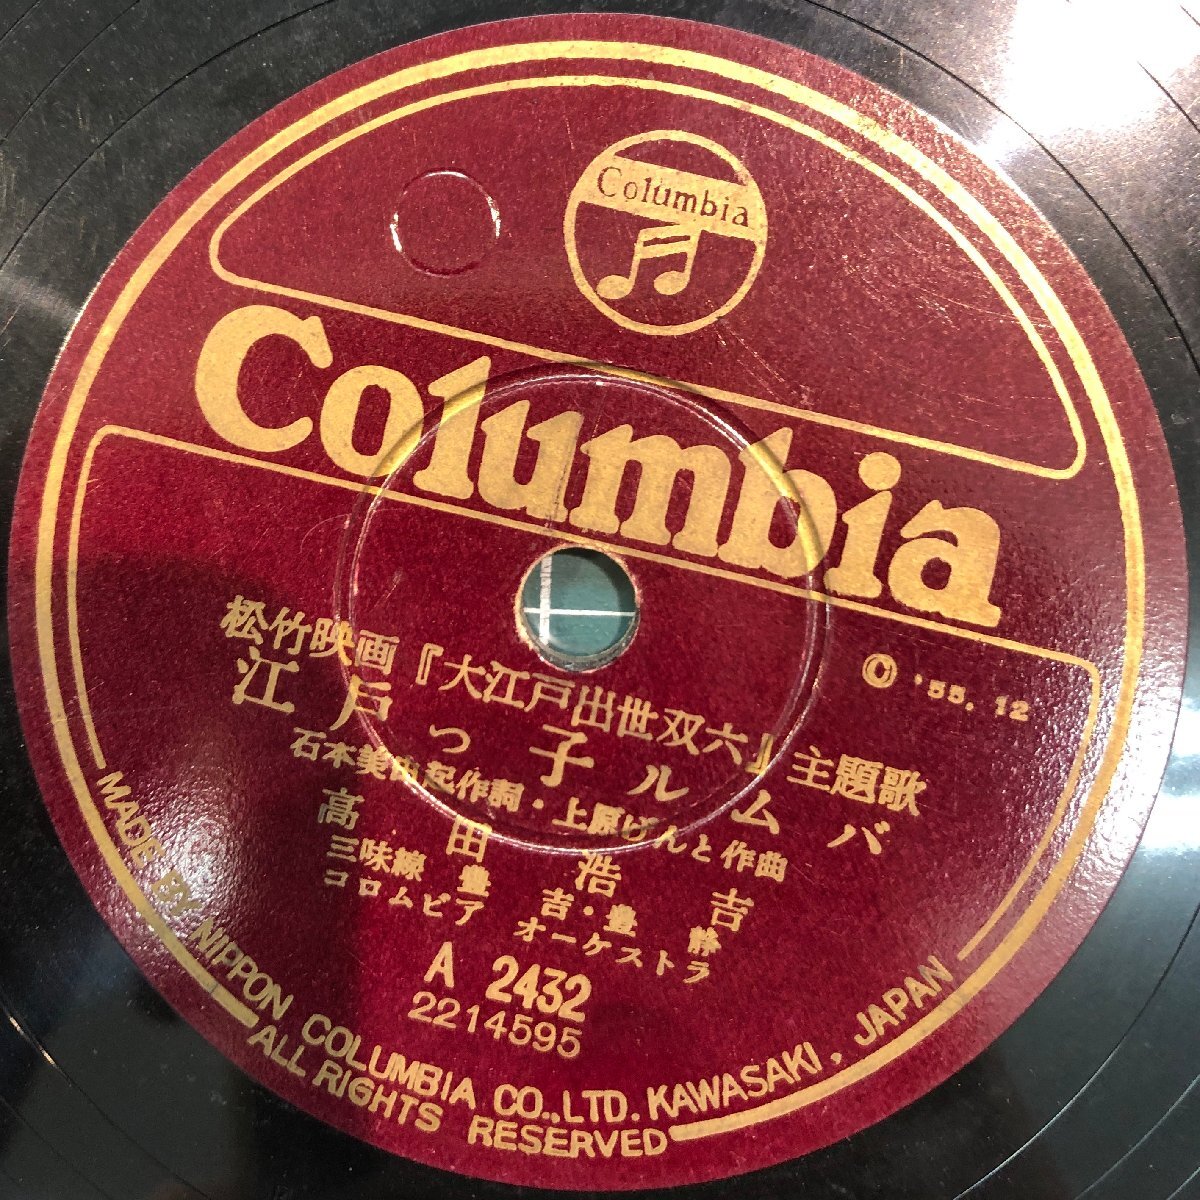 Columbia
Columbia
Ⓒ '55.12
松竹映画『大江戸出世双六』主題歌
江戸っ子ルムバ
石本美由起作詞・上原げんと作曲
高田浩吉
三味線 豊吉・豊静
コロムビア オーケストラ
A 2432
2214595
MADE BY NIPPON COLUMBIA CO.,LTD. KAWASAKI, JAPAN
ALL RIGHTS RESERVED